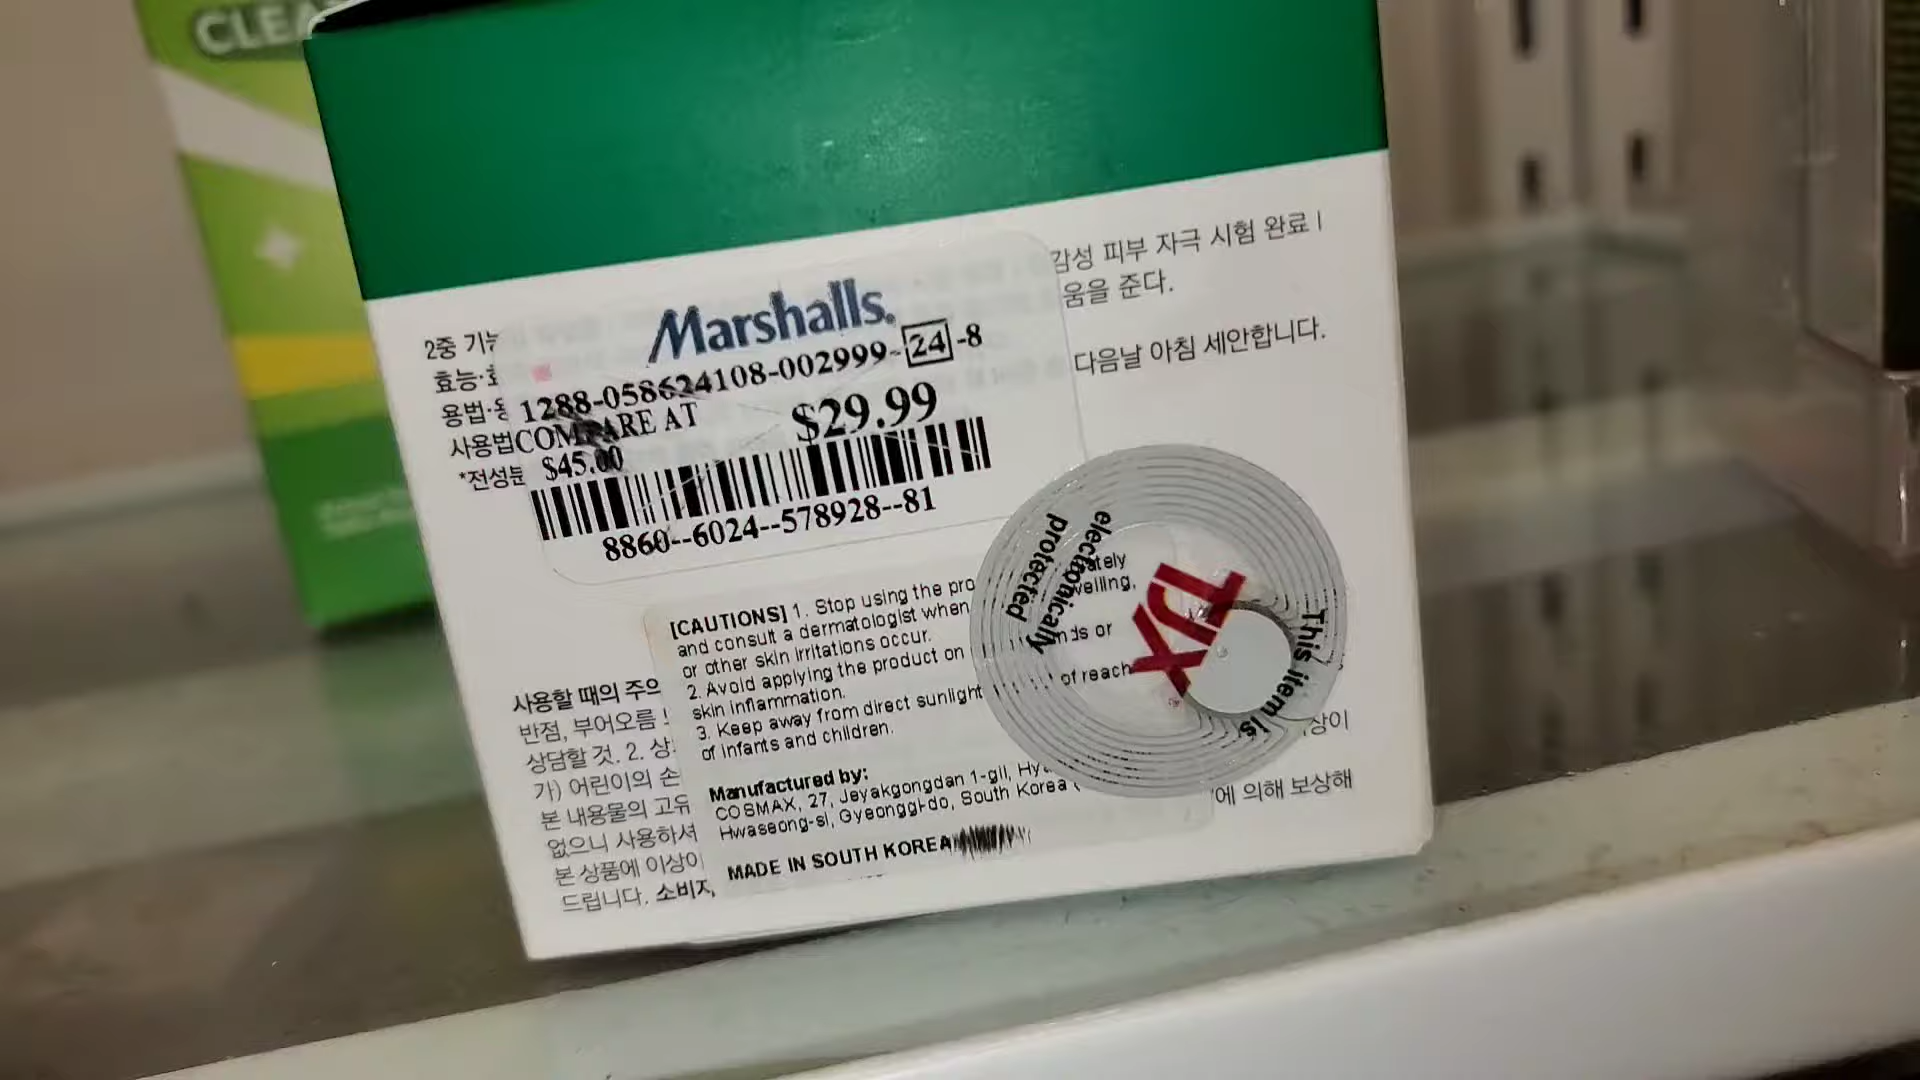 CLEA
감성 피부 자극 시험 완료 |
움을 준다.
2중 기능
다음날 아침 세안합니다.
효능·효
용법·용
사용법
*전성분
Marshalls.
1288-058624108-002999-24-8
COMPARE AT
$29.99
$45.00
8860--6024--578928--81
[CAUTIONS] 1. Stop using the pro ately
and consult a dermatologist when welling,
or other skin irritations occur.
2. Avoid applying the product on nds or
skin inflammation.
3. Keep away from direct sunlight of reach
of infants and children.
Manufactured by:
COSMAX, 27, Jeyakgongdan 1-gil, Hy
Hwaseong-si, Gyeonggi-do, South Korea
MADE IN SOUTH KOREA
This item is
electronically
protected
TJX
사용할 때의 주의
반점, 부어오름
상담할 것. 2. 상
가) 어린이의 손
본 내용물의 고유
없으니 사용하셔
본 상품에 이상이
드립니다. 소비자
상이
에 의해 보상해